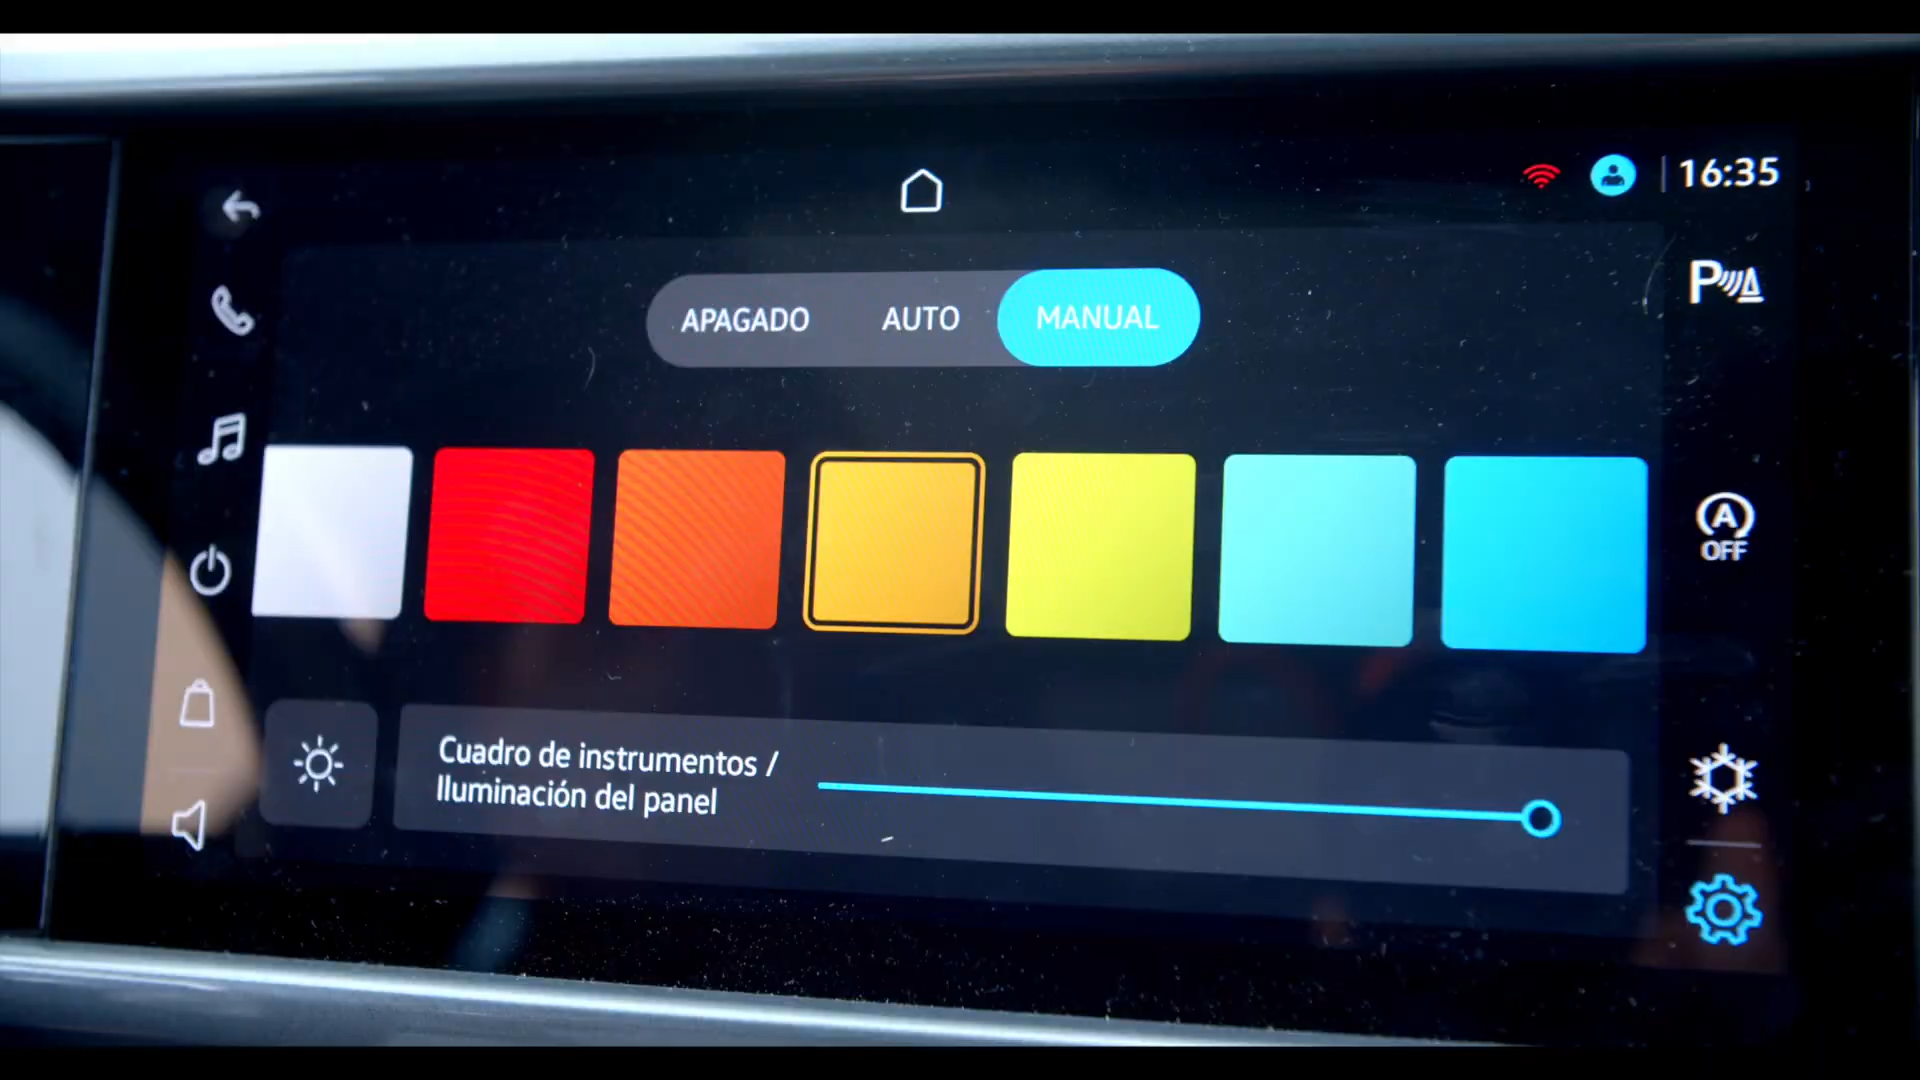 16:35
APAGADO AUTO MANUAL
P
A
OFF
Cuadro de instrumentos /
Iluminación del panel